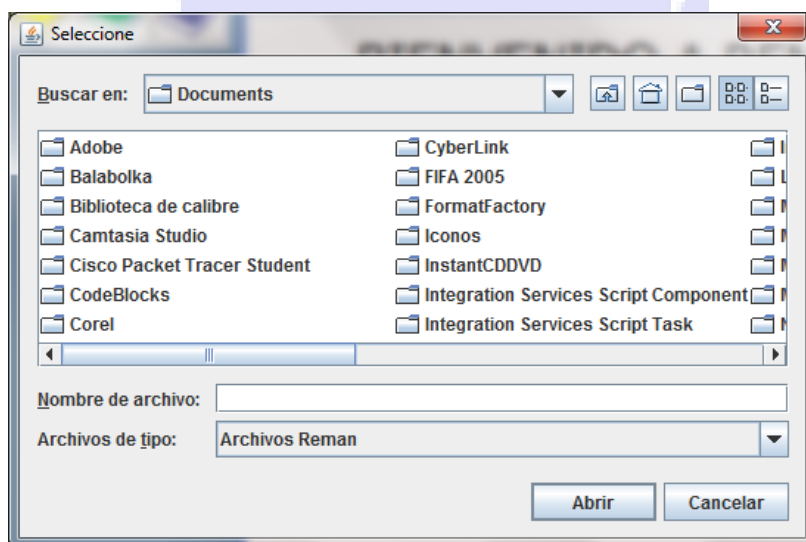 Seleccione
BIENVENIDO A REM
Buscar en: Documents
Adobe
Balabolka
Biblioteca de calibre
Camtasia Studio
Cisco Packet Tracer Student
CodeBlocks
Corel
CyberLink
FIFA 2005
FormatFactory
Iconos
InstantCDDVD
Integration Services Script Component
Integration Services Script Task
Nombre de archivo:
Archivos de tipo: Archivos Reman
Abrir Cancelar